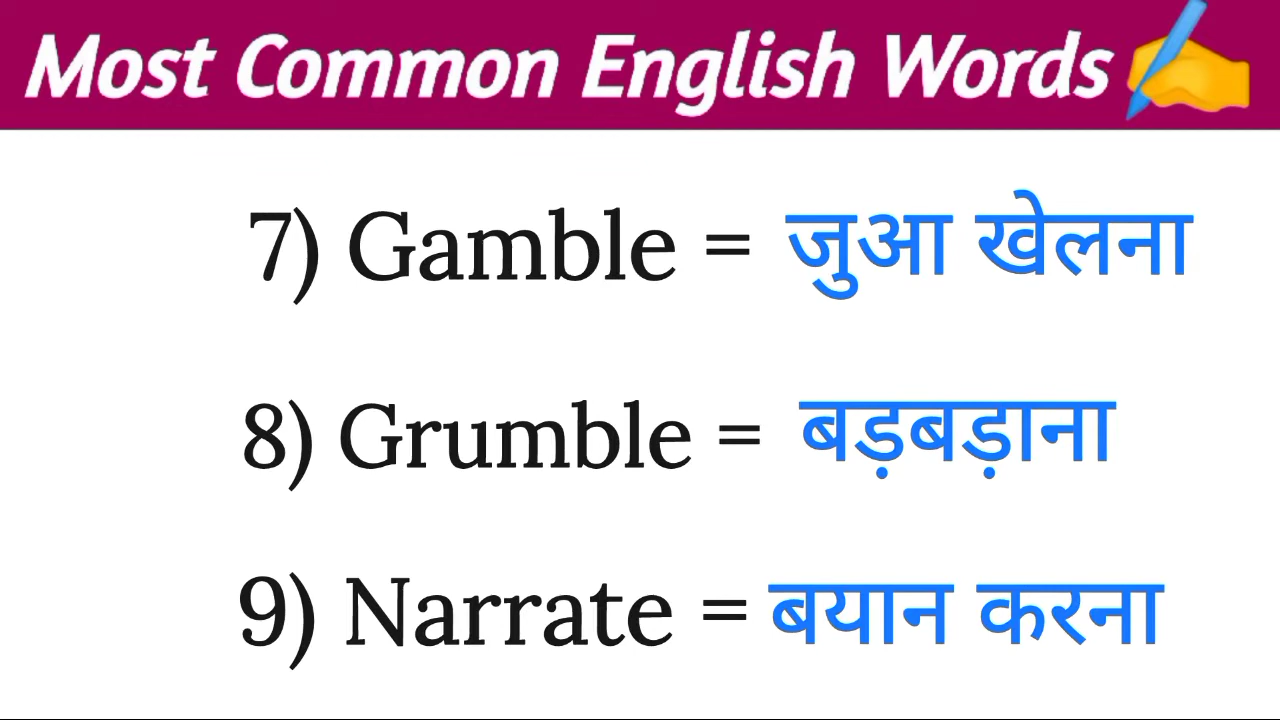 Most Common English Words
7) Gamble = जुआ खेलना
8) Grumble = बड़बड़ाना
9) Narrate = बयान करना